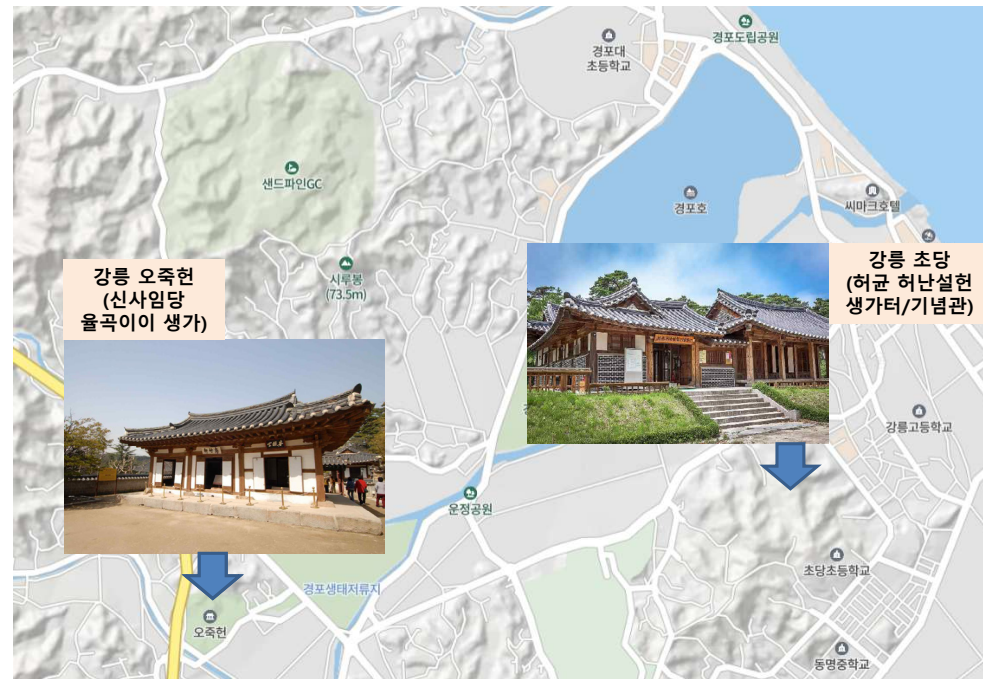 경포도립공원
경포대
초등학교
샌드파인GC
경포호
씨마크호텔
강릉 오죽헌
(신사임당
율곡이이 생가)
시루봉
(73.5m)
강릉 초당
(허균 허난설헌
생가터/기념관)
강릉고등학교
운정공원
초당초등학교
경포생태저류지
오죽헌
동명중학교